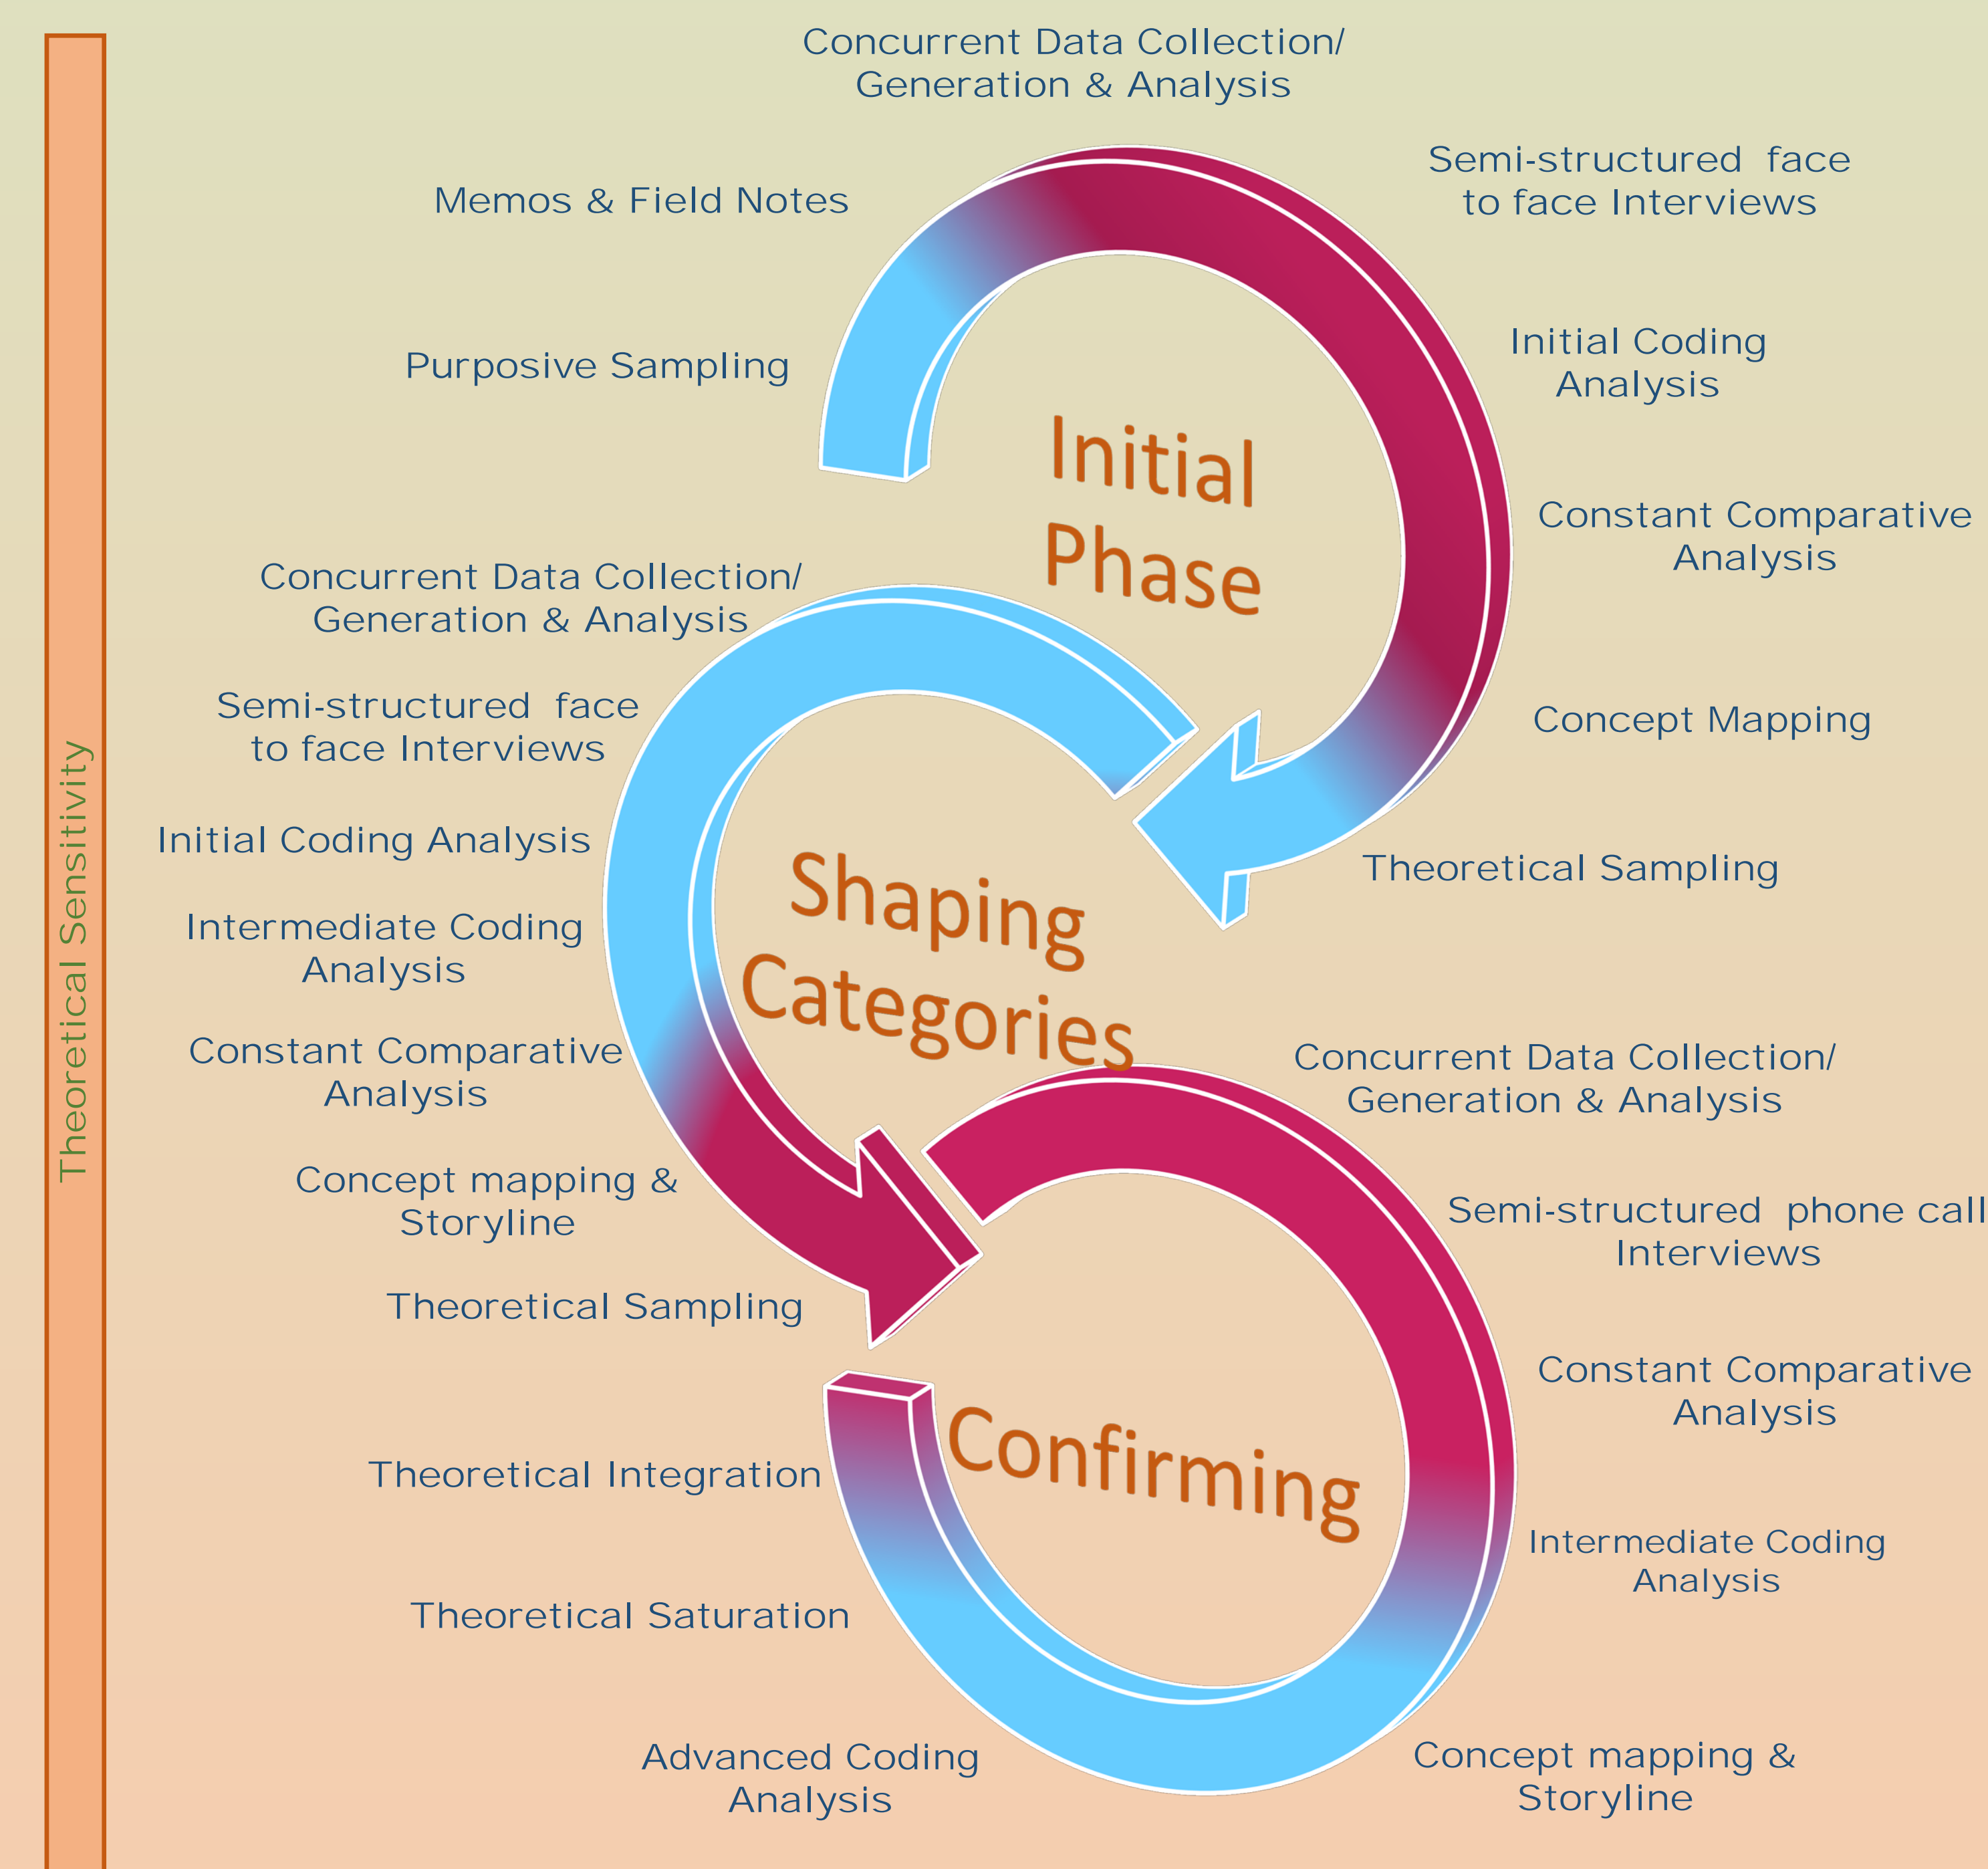 Theoretical Sensitivity
Concurrent Data Collection/
Generation & Analysis
Memos & Field Notes
Purposive Sampling
Semi-structured face
to face Interviews
Initial Coding
Analysis
Constant Comparative
Analysis
Concept Mapping
Theoretical Sampling
Initial
Phase
Concurrent Data Collection/
Generation & Analysis
Semi-structured face
to face Interviews
Initial Coding Analysis
Intermediate Coding
Analysis
Constant Comparative
Analysis
Concept mapping &
Storyline
Theoretical Sampling
Shaping
Categories
Concurrent Data Collection/
Generation & Analysis
Semi-structured phone call
Interviews
Constant Comparative
Analysis
Intermediate Coding
Analysis
Concept mapping &
Storyline
Advanced Coding
Analysis
Theoretical Saturation
Theoretical Integration
Confirming